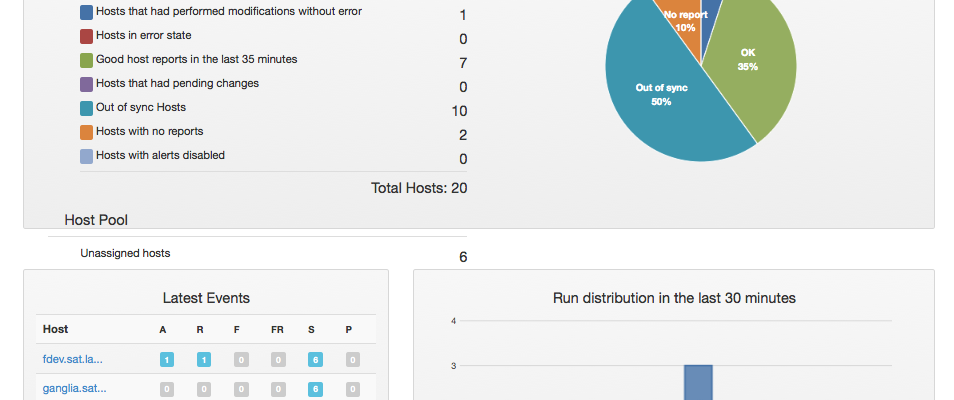 Hosts that had performed modifications without error 1
Hosts in error state 0
Good host reports in the last 35 minutes 7
Hosts that had pending changes 0
Out of sync Hosts 10
Hosts with no reports 2
Hosts with alerts disabled 0
Total Hosts: 20
No report
10%
OK
35%
Out of sync
50%
Host Pool
Unassigned hosts 6
Latest Events
Host A R F FR S P
fdev.sat.la... 1 1 0 0 6 0
ganglia.sat... 0 0 0 0 6 0
Run distribution in the last 30 minutes
4
3